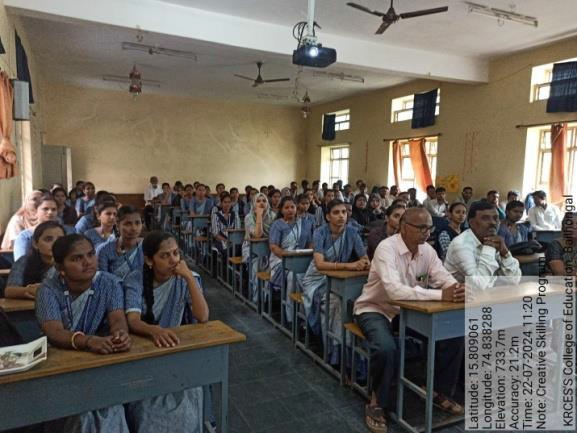 Latitude: 15.809061
Longitude: 74.838288
Elevation: 733.7m
Accuracy: 21.2m
Time: 22-07-2024 11:20
Note: Creative Skilling Program
KRCES'S College of Education, Bailhongal